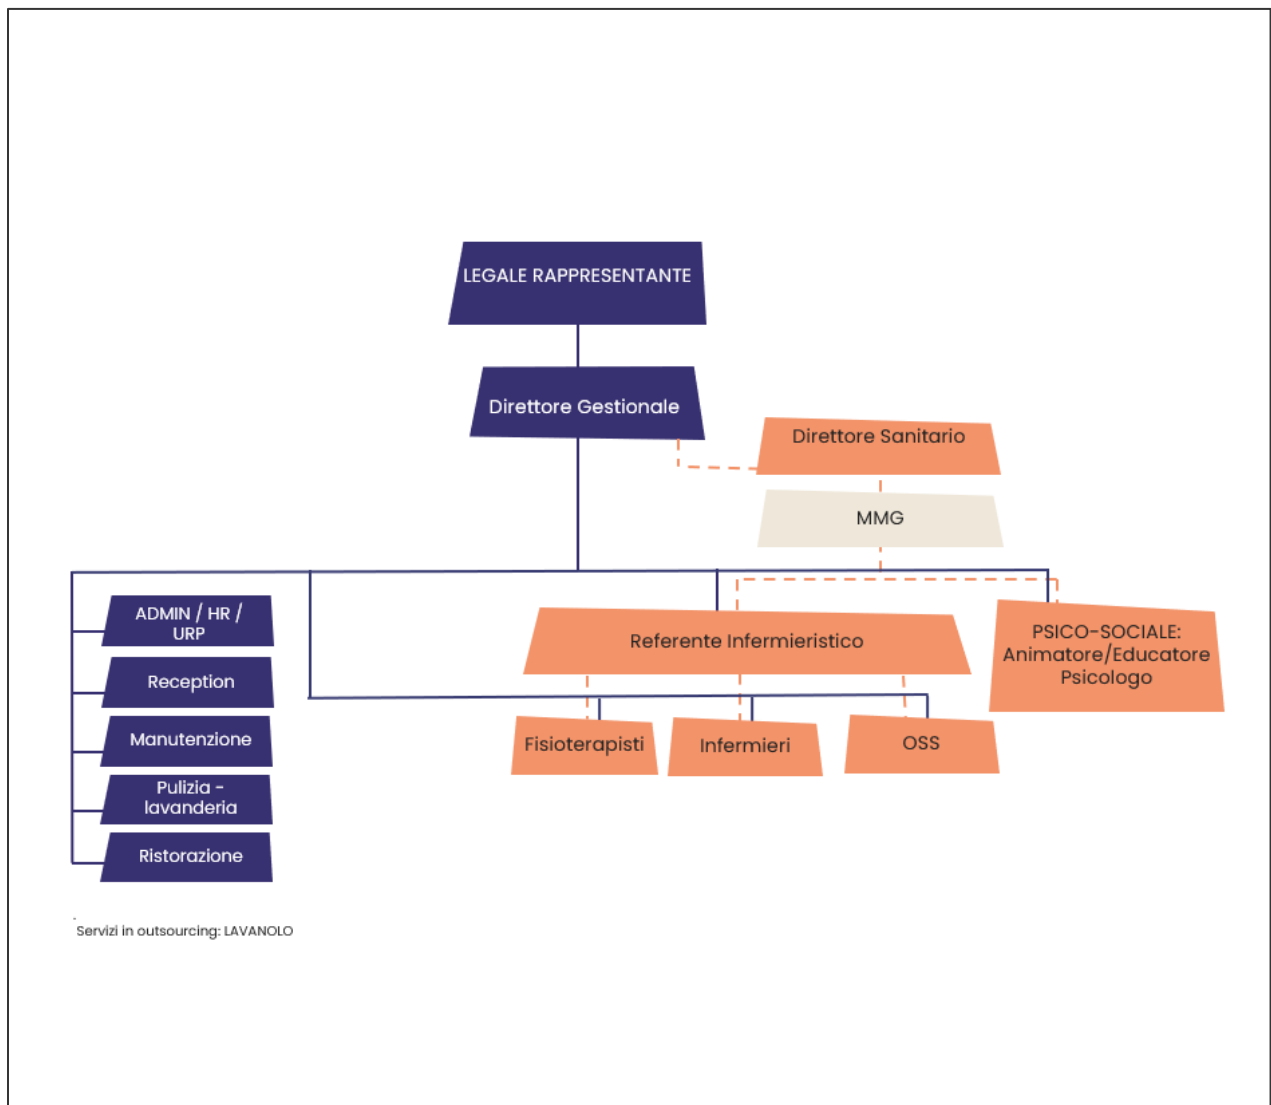 LEGALE RAPPRESENTANTE
Direttore Gestionale
Direttore Sanitario
MMG
ADMIN / HR /
URP
Reception
Manutenzione
Pulizia -
lavanderia
Ristorazione
Referente Infermieristico
PSICO-SOCIALE:
Animatore/Educatore
Psicologo
Fisioterapisti
Infermieri
OSS
.
Servizi in outsourcing: LAVANOLO